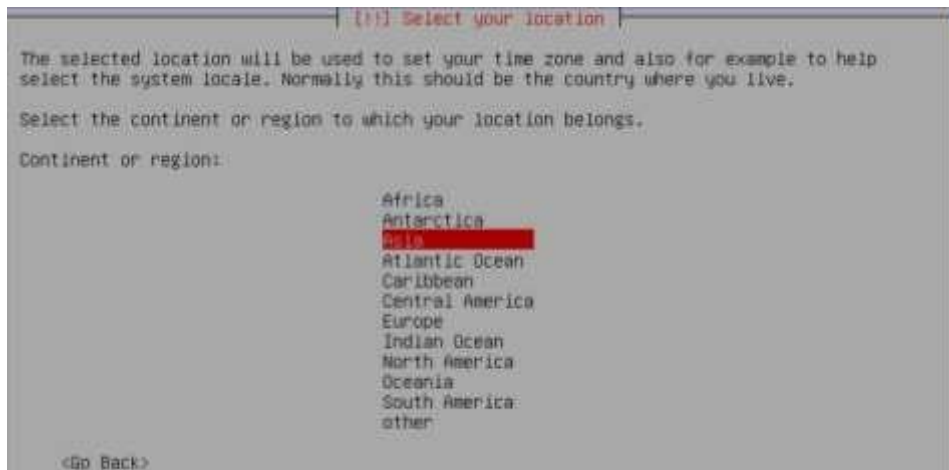 [!!] Select your location
The selected location will be used to set your time zone and also for example to help
select the system locale. Normally this should be the country where you live.
Select the continent or region to which your location belongs.
Continent or region:
Africa
Antarctica
Asia
Atlantic Ocean
Caribbean
Central America
Europe
Indian Ocean
North America
Oceania
South America
other
<Go Back>